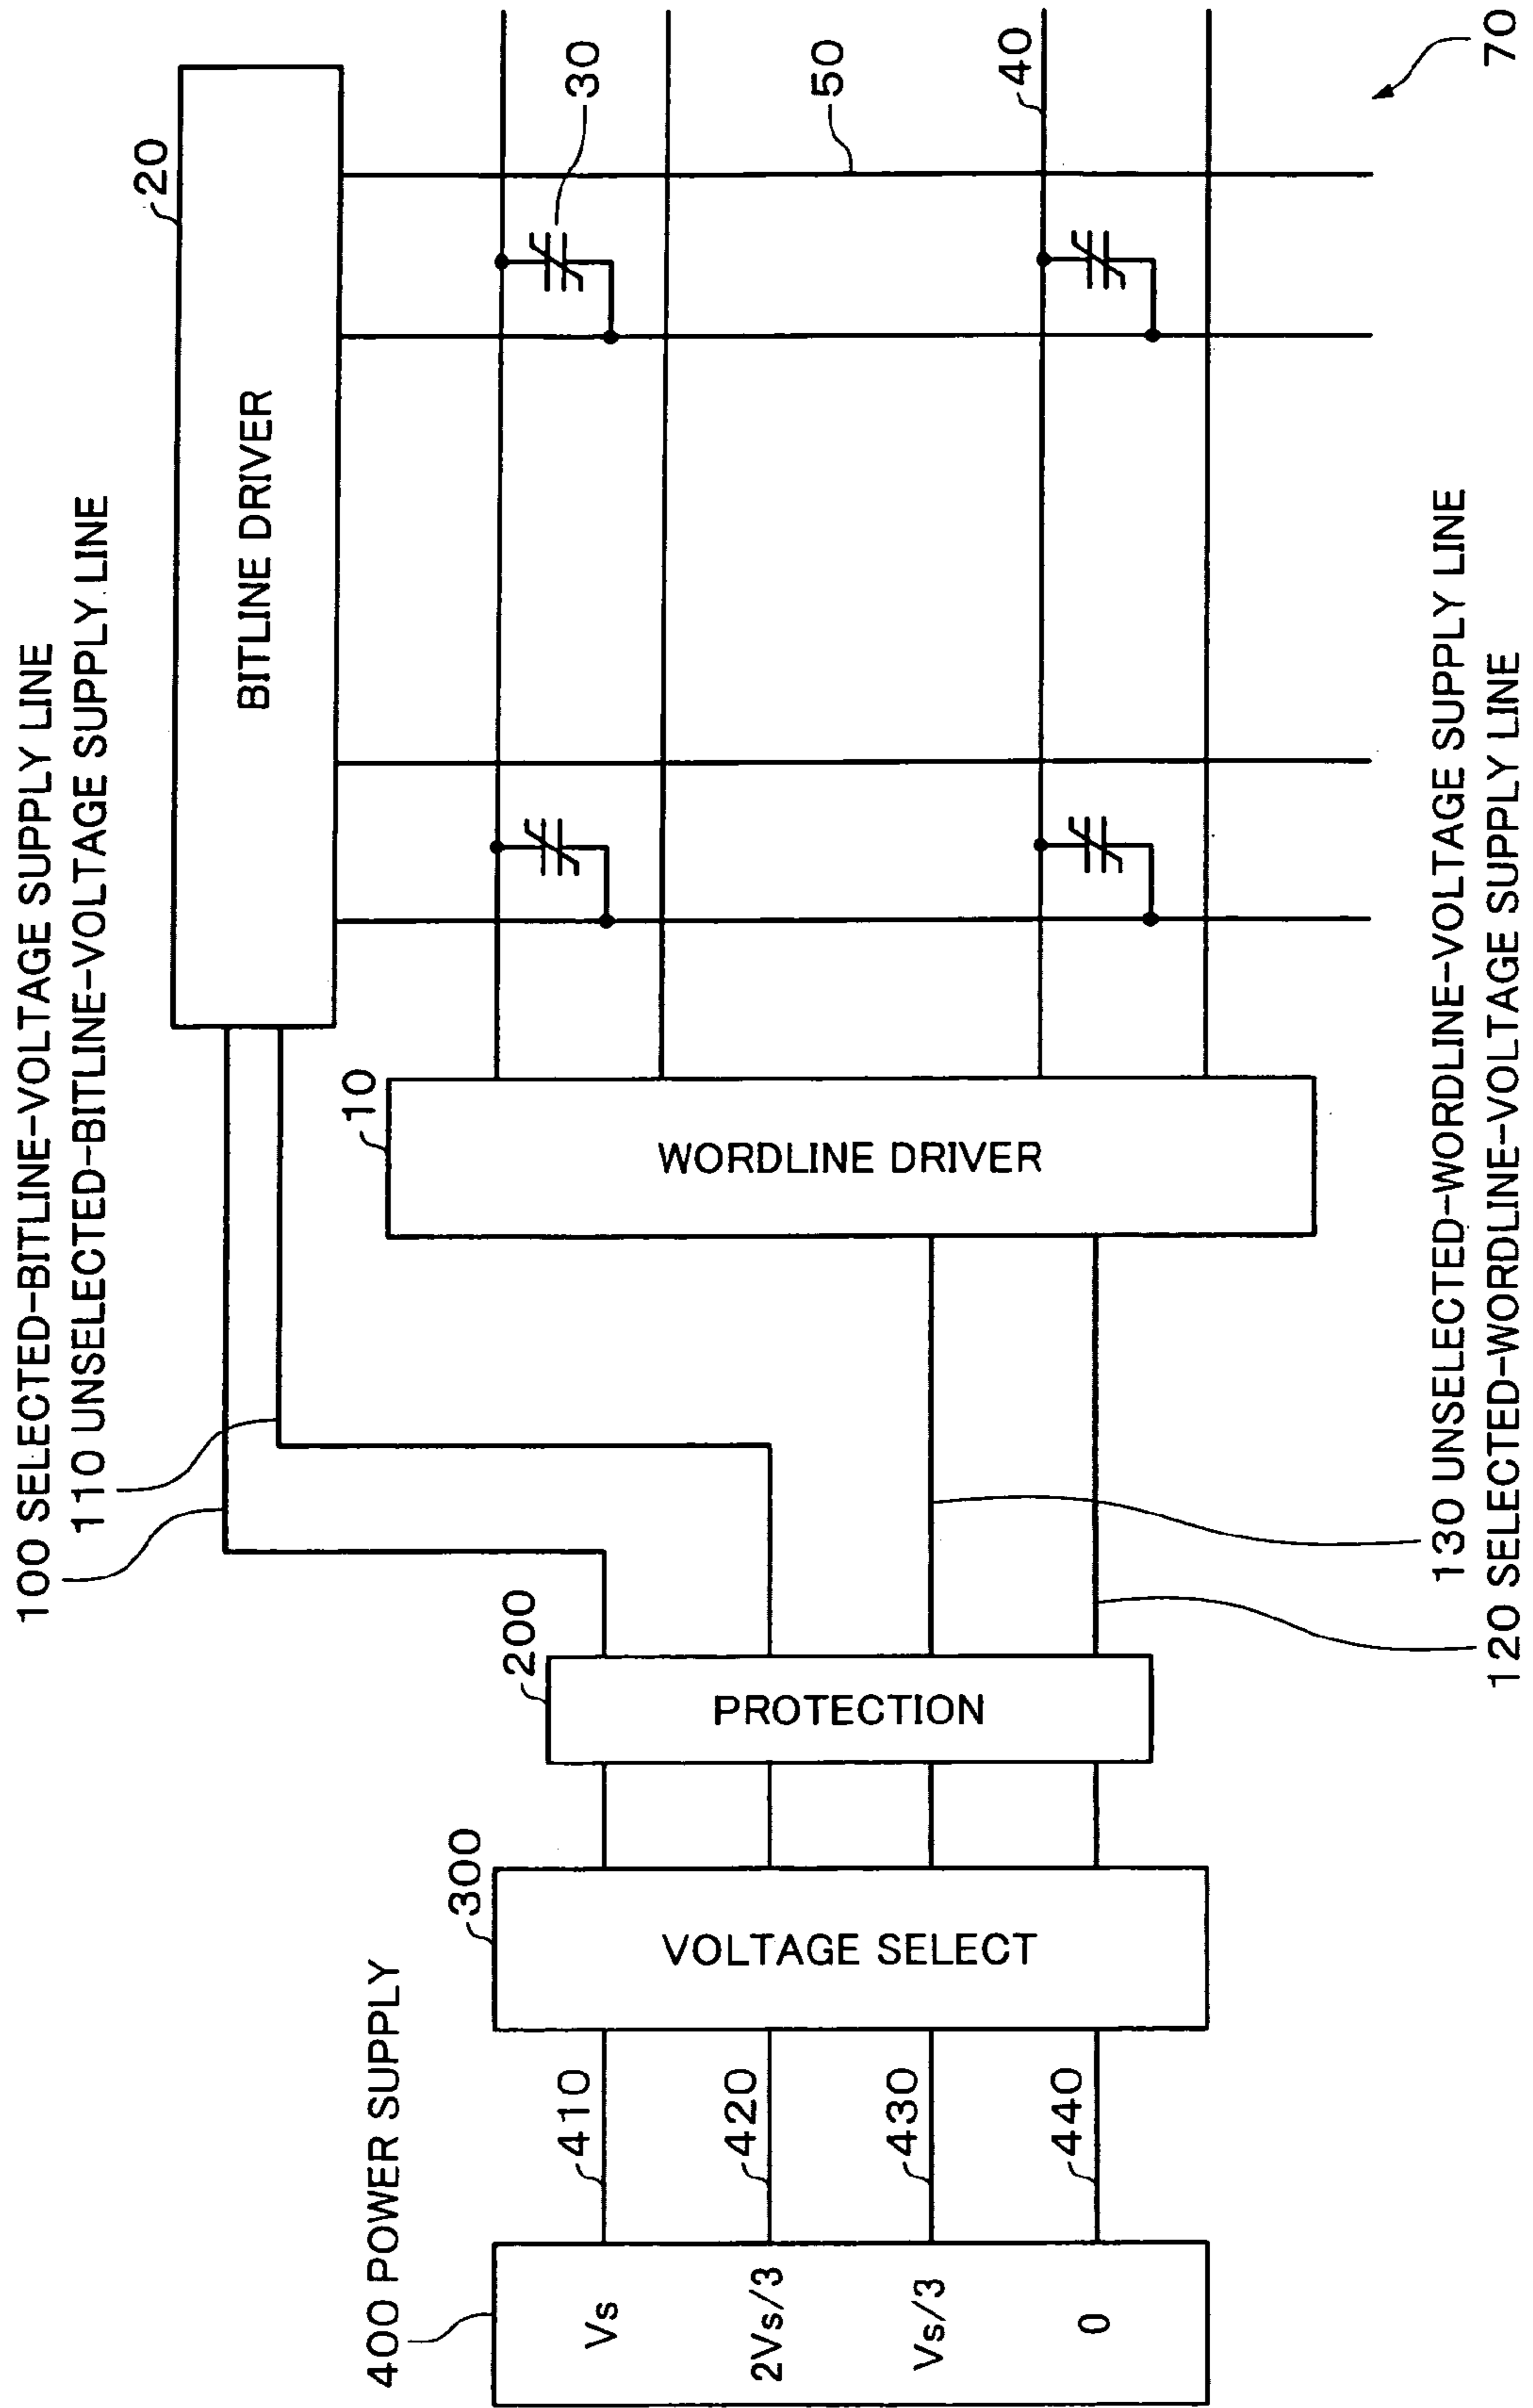 100 SELECTED-BITLINE-VOLTAGE SUPPLY LINE
110 UNSELECTED-BITLINE-VOLTAGE SUPPLY LINE
20
BITLINE DRIVER
30
50
40
70
10
WORDLINE DRIVER
200
PROTECTION
300
VOLTAGE SELECT
400 POWER SUPPLY
410
420
430
440
Vs
2Vs/3
Vs/3
0
130 UNSELECTED-WORDLINE-VOLTAGE SUPPLY LINE
120 SELECTED-WORDLINE-VOLTAGE SUPPLY LINE